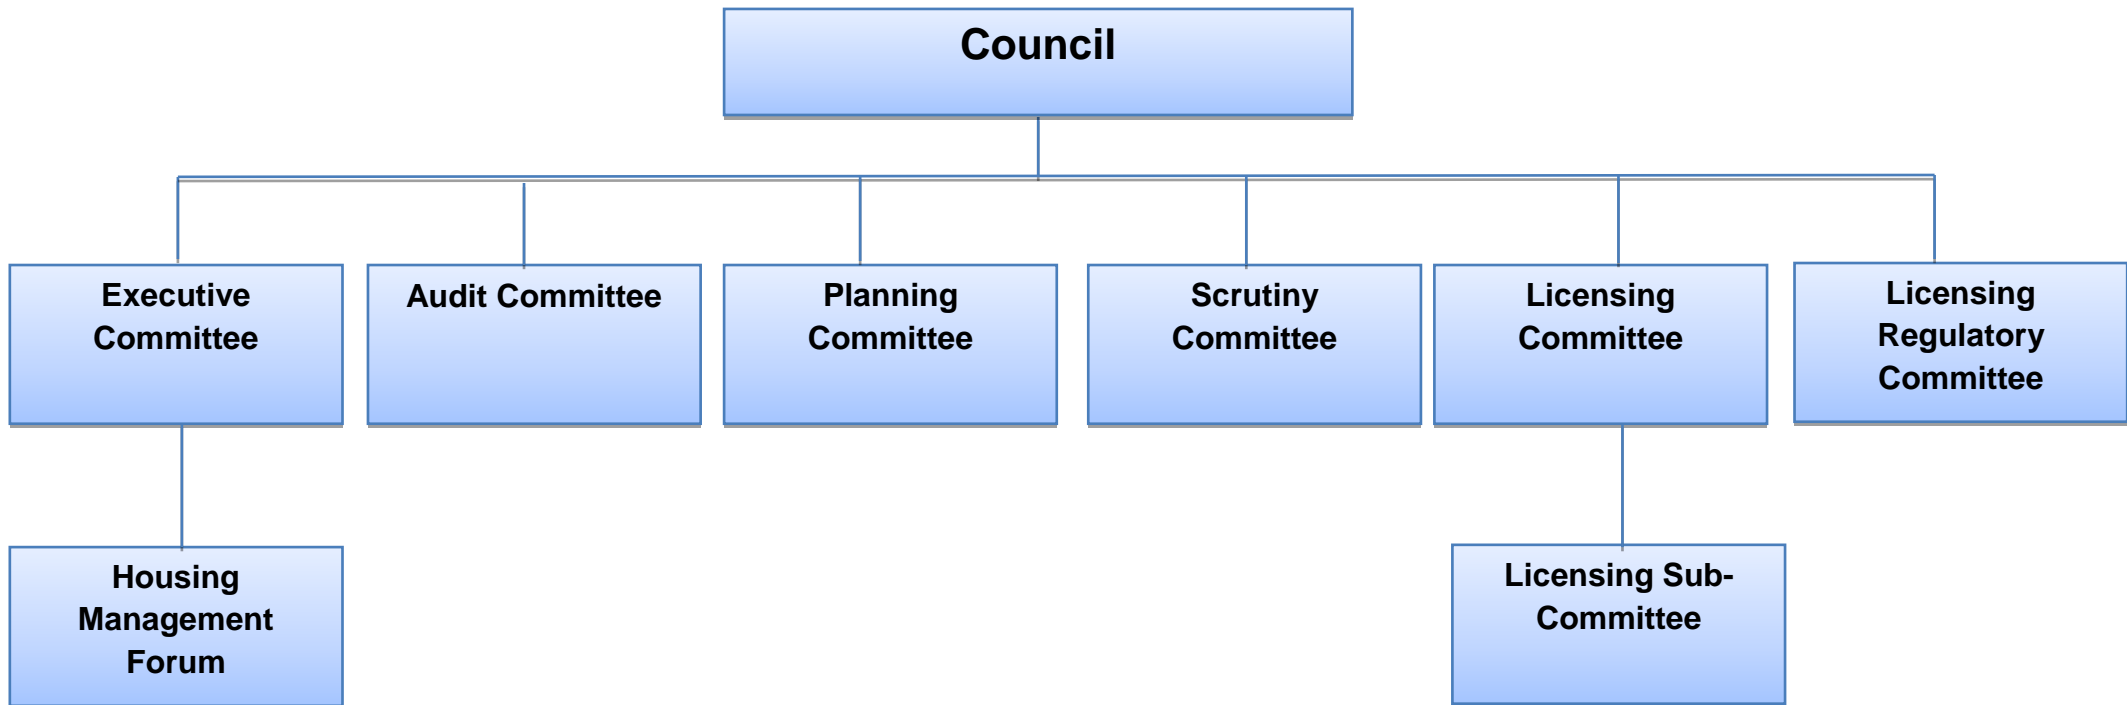 Council
Executive
Committee
Audit Committee
Planning
Committee
Scrutiny
Committee
Licensing
Committee
Licensing
Regulatory
Committee
Housing
Management
Forum
Licensing Sub-
Committee